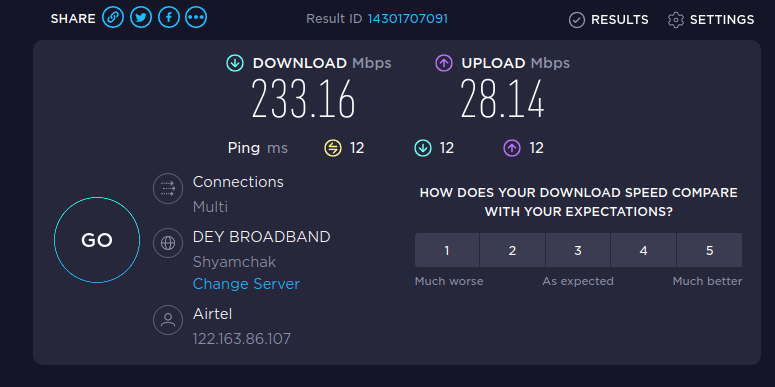 SHARE
Result ID 14301707091
RESULTS
SETTINGS
DOWNLOAD Mbps
233.16
UPLOAD Mbps
28.14
Ping ms 12 12 12
GO
Connections
Multi
DEY BROADBAND
Shyamchak
Change Server
Airtel
122.163.86.107
HOW DOES YOUR DOWNLOAD SPEED COMPARE
WITH YOUR EXPECTATIONS?
1 2 3 4 5
Much worse As expected Much better